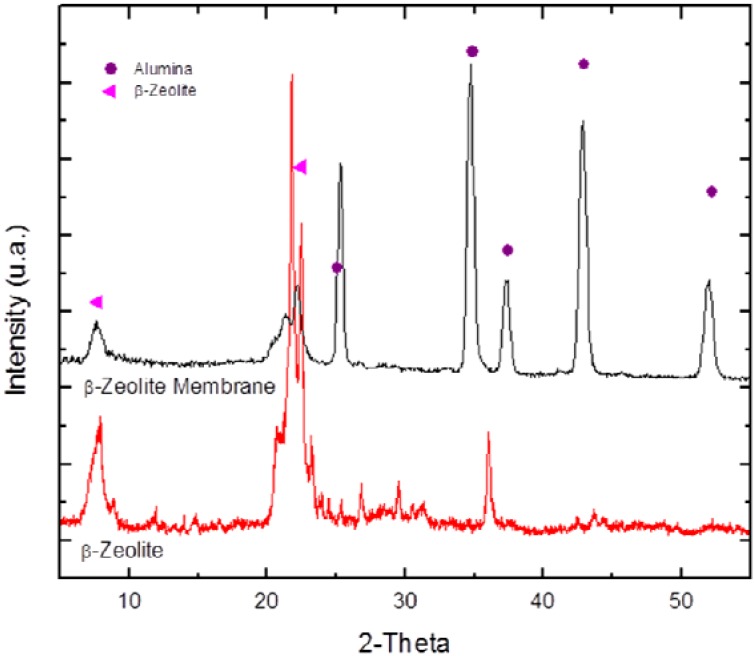 Alumina
β-Zeolite
Intensity (u.a.)
β-Zeolite Membrane
β-Zeolite
10 20 30 40 50
2-Theta